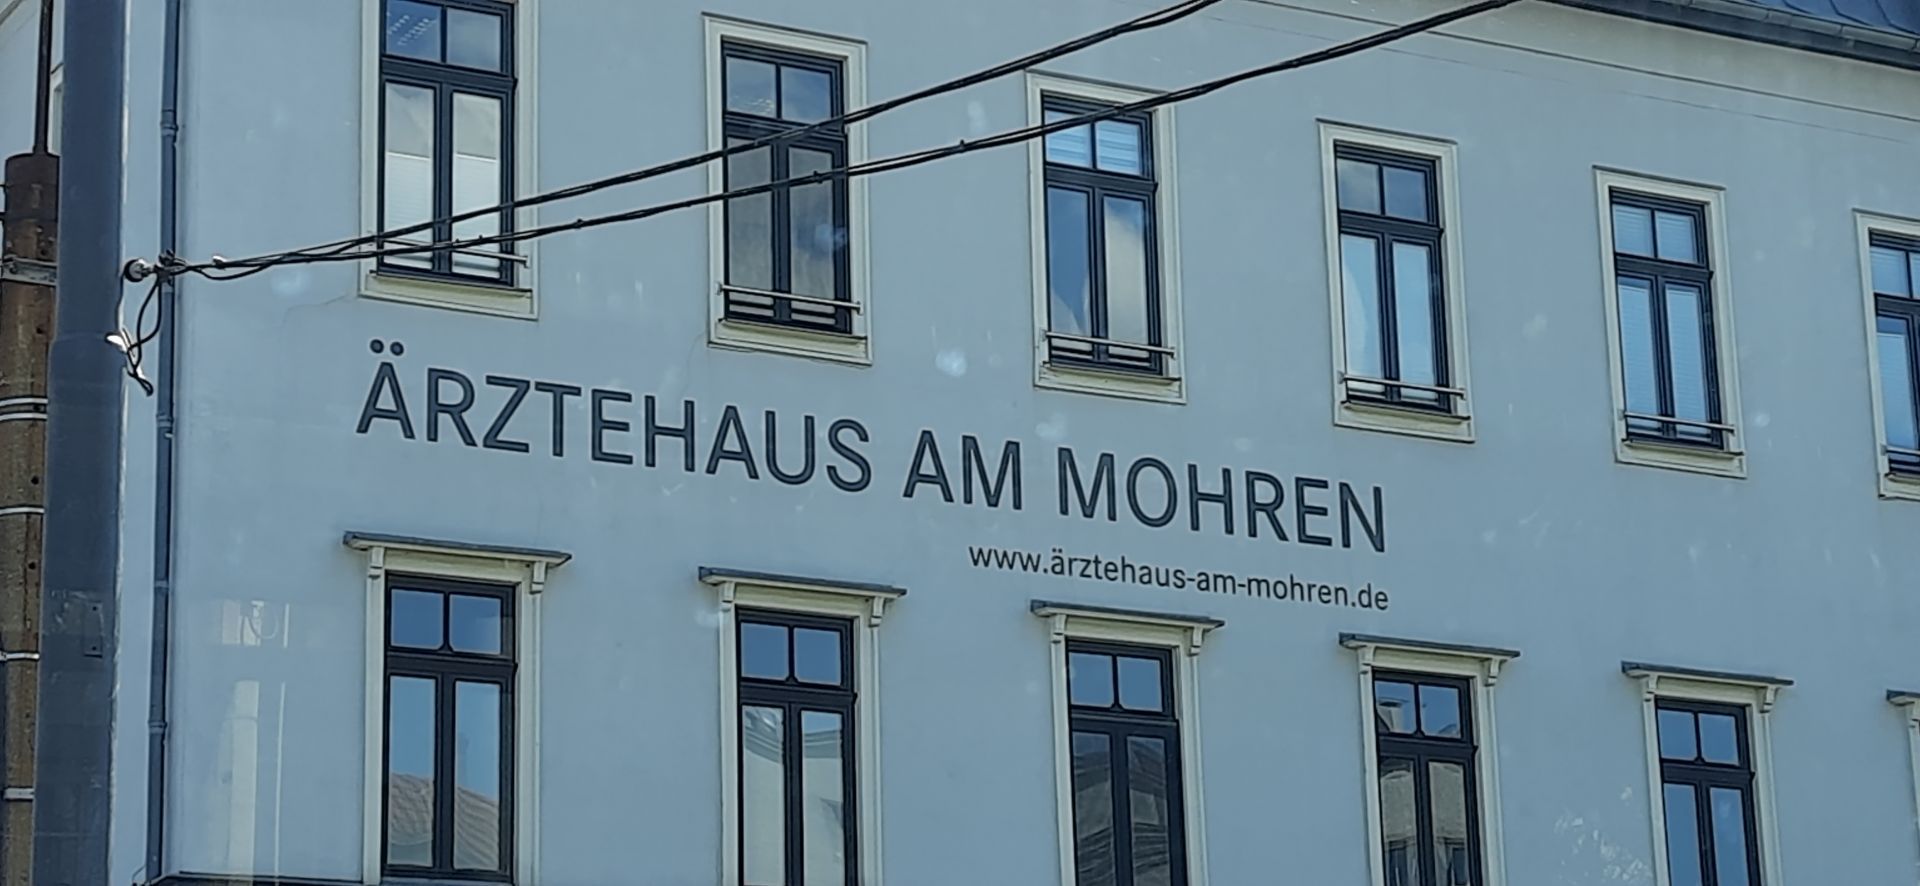 ÄRZTEHAUS AM MOHREN
www.ärztehaus-am-mohren.de